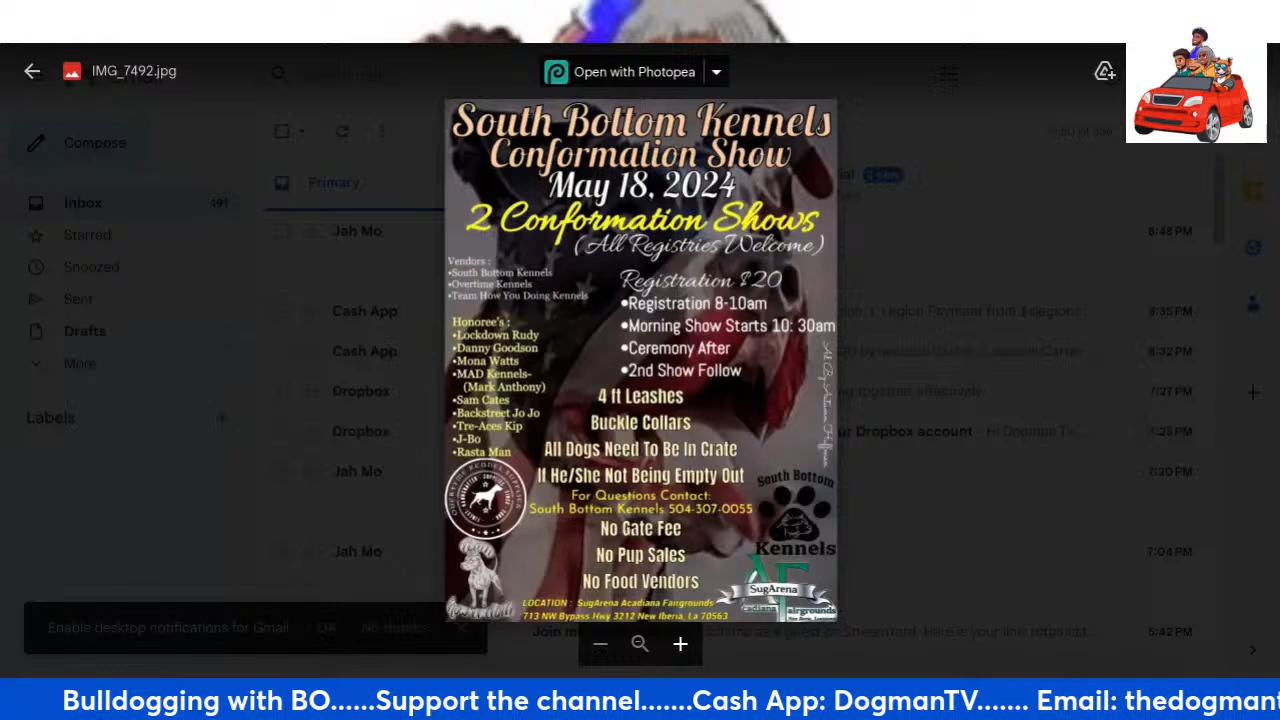 IMG_7492.jpg
Open with Photopea
Compose
Inbox
191
Starred
Snoozed
Sent
Drafts
More
Labels
Primary
Jah Mo
8:48 PM
Cash App
8:35 PM
Cash App
8:32 PM
Dropbox
7:27 PM
Dropbox
Dropbox account
Jah Mo
7:20 PM
Jah Mo
7:04 PM
5:42 PM
South Bottom Kennels
Conformation Show
May 18, 2024
2 Conformation Shows
(All Registries Welcome)
Vendors :
•South Bottom Kennels
•Overtime Kennels
•Team How You Doing Kennels
Honoree's :
•Lockdown Rudy
•Danny Goodson
•Mona Watts
•MAD Kennels-
(Mark Anthony)
•Sam Cates
•Backstreet Jo Jo
•Tre-Aces Kip
•J-Bo
•Rasta Man
Registration $20
•Registration 8-10am
•Morning Show Starts 10: 30am
•Ceremony After
•2nd Show Follow
4 ft Leashes
Buckle Collars
All Dogs Need To Be In Crate
If He/She Not Being Empty Out
For Questions Contact:
South Bottom Kennels 504-307-0055
No Gate Fee
No Pup Sales
No Food Vendors
LOCATION : SugArena Acadiana Fairgrounds
713 NW Bypass Hwy 3212 New Iberia, La 70563
South Bottom
Kennels
SugArena
Fairgrounds
Enable desktop notifications for Gmail
OK
No thanks
Bulldogging with BO......Support the channel.......Cash App: DogmanTV....... Email: thedogman